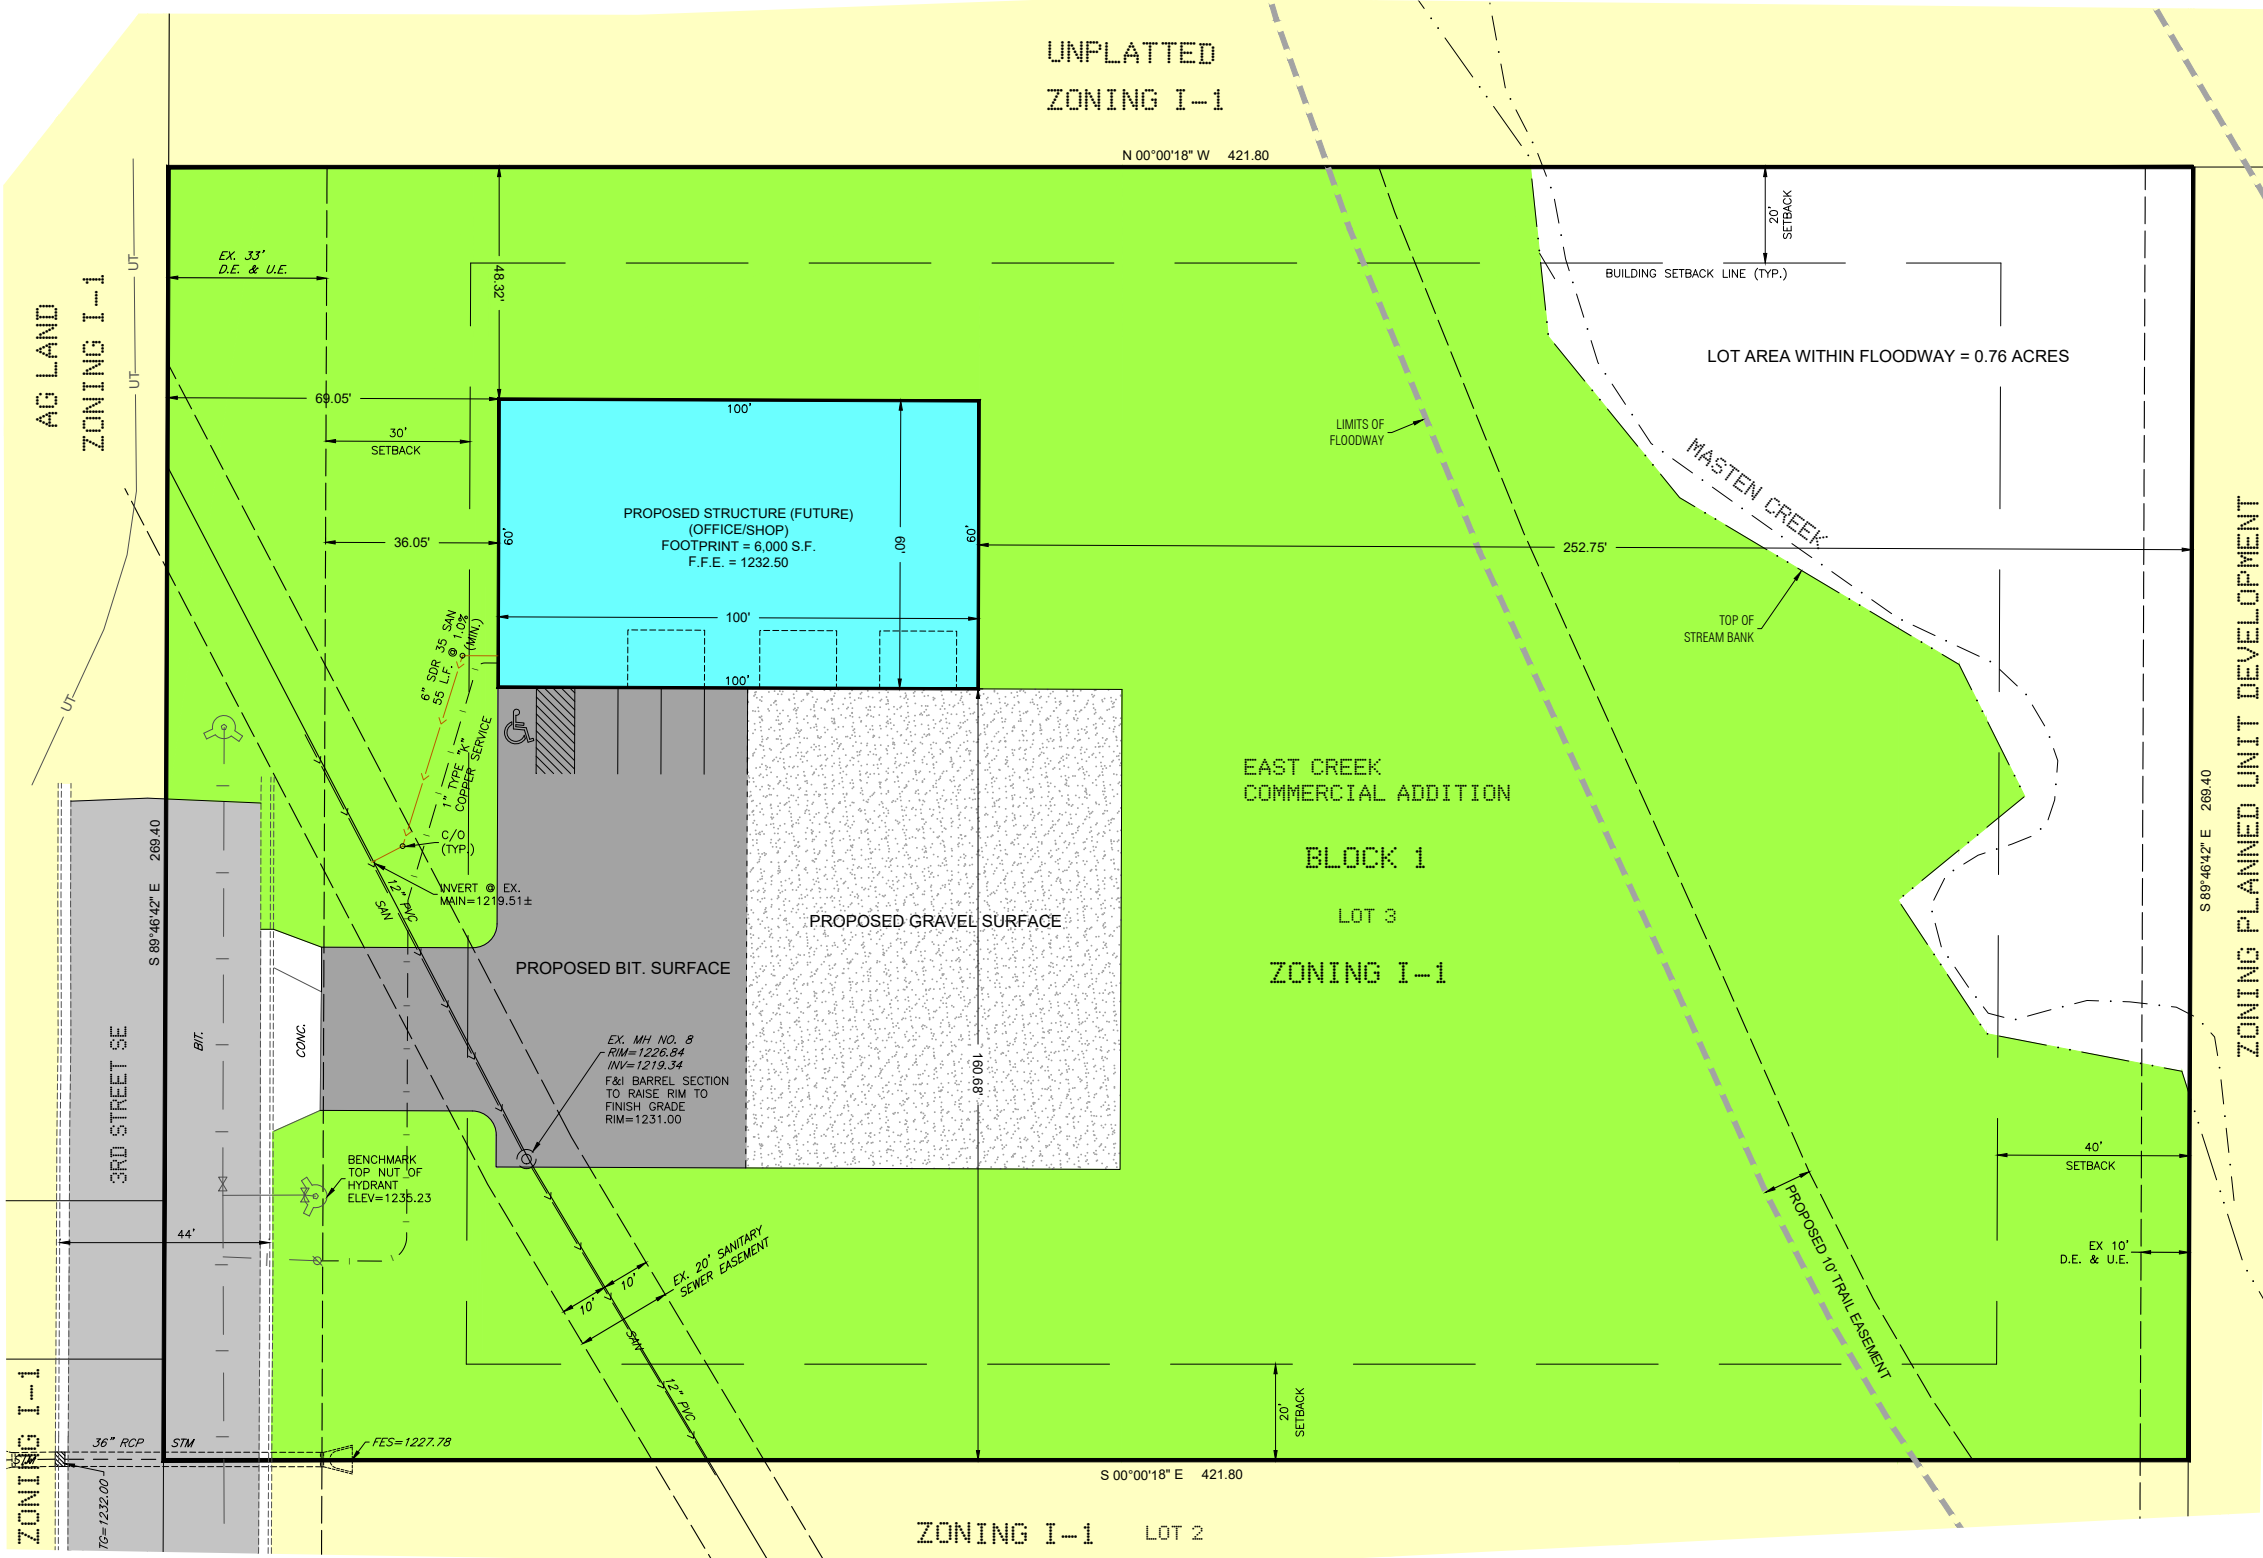 UNPLATTED
ZONING I-1
N 00°00'18" W 421.80
AG LAND
ZONING I-1
UT
UT
UT
EX. 33'
D.E. & U.E.
48.32'
20'
SETBACK
BUILDING SETBACK LINE (TYP.)
LOT AREA WITHIN FLOODWAY = 0.76 ACRES
69.05'
30'
SETBACK
100'
LIMITS OF
FLOODWAY
MASTEN CREEK
PROPOSED STRUCTURE (FUTURE)
(OFFICE/SHOP)
FOOTPRINT = 6,000 S.F.
F.F.E. = 1232.50
60'
60'
60'
36.05'
252.75'
100'
100'
TOP OF
STREAM BANK
6" SDR 35 SAN
55 L.F. @ 1.0%
(MIN.)
1" TYPE "K"
COPPER SERVICE
C/O
(TYP.)
INVERT @ EX.
MAIN=1219.51±
12" PVC
SAN
S 89°46'42" E 269.40
EAST CREEK
COMMERCIAL ADDITION
BLOCK 1
LOT 3
ZONING I-1
PROPOSED GRAVEL SURFACE
PROPOSED BIT. SURFACE
S 89°46'42" E 269.40
ZONING PLANNED UNIT DEVELOPMENT
3RD STREET SE
BIT.
CONC.
EX. MH NO. 8
RIM=1226.84
INV=1219.34
F&I BARREL SECTION
TO RAISE RIM TO
FINISH GRADE
RIM=1231.00
160.68'
BENCHMARK
TOP NUT OF
HYDRANT
ELEV=1235.23
44'
40'
SETBACK
PROPOSED 10' TRAIL EASEMENT
EX 10'
D.E. & U.E.
EX. 20' SANITARY
SEWER EASEMENT
10'
10'
SAN
12" PVC
20'
SETBACK
ZONING I-1
36" RCP STM
STM
FES=1227.78
TG=1232.00
S 00°00'18" E 421.80
ZONING I-1 LOT 2